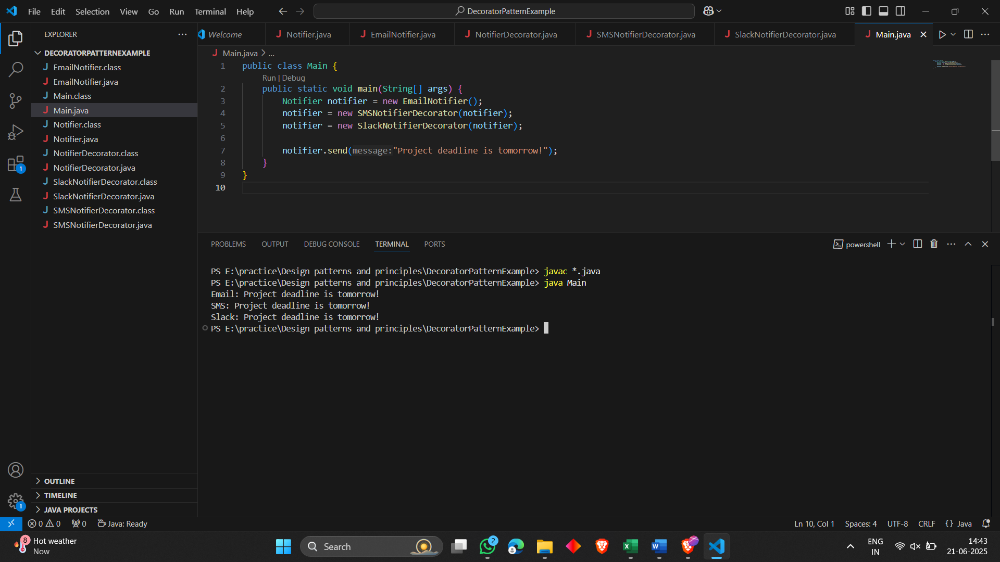 File Edit Selection View Go Run Terminal Help
DecoratorPatternExample
EXPLORER
DECORATORPATTERNEXAMPLE
J EmailNotifier.class
J EmailNotifier.java
J Main.class
J Main.java
J Notifier.class
J Notifier.java
J NotifierDecorator.class
J NotifierDecorator.java
J SlackNotifierDecorator.class
J SlackNotifierDecorator.java
J SMSNotifierDecorator.class
J SMSNotifierDecorator.java
1
OUTLINE
TIMELINE
JAVA PROJECTS
1
Welcome J Notifier.java J EmailNotifier.java J NotifierDecorator.java J SMSNotifierDecorator.java J SlackNotifierDecorator.java J Main.java
J Main.java > ...
1 public class Main {
Run | Debug
2 public static void main(String[] args) {
3 Notifier notifier = new EmailNotifier();
4 notifier = new SMSNotifierDecorator(notifier);
5 notifier = new SlackNotifierDecorator(notifier);
6
7 notifier.send(message:"Project deadline is tomorrow!");
8 }
9 }
10
PROBLEMS OUTPUT DEBUG CONSOLE TERMINAL PORTS powershell
PS E:\practice\Design patterns and principles\DecoratorPatternExample> javac *.java
PS E:\practice\Design patterns and principles\DecoratorPatternExample> java Main
Email: Project deadline is tomorrow!
SMS: Project deadline is tomorrow!
Slack: Project deadline is tomorrow!
PS E:\practice\Design patterns and principles\DecoratorPatternExample>
0 0 0 Java: Ready Ln 10, Col 1 Spaces: 4 UTF-8 CRLF {} Java
8 Hot weather
Now
Search
2
ENG
IN
14:43
21-06-2025